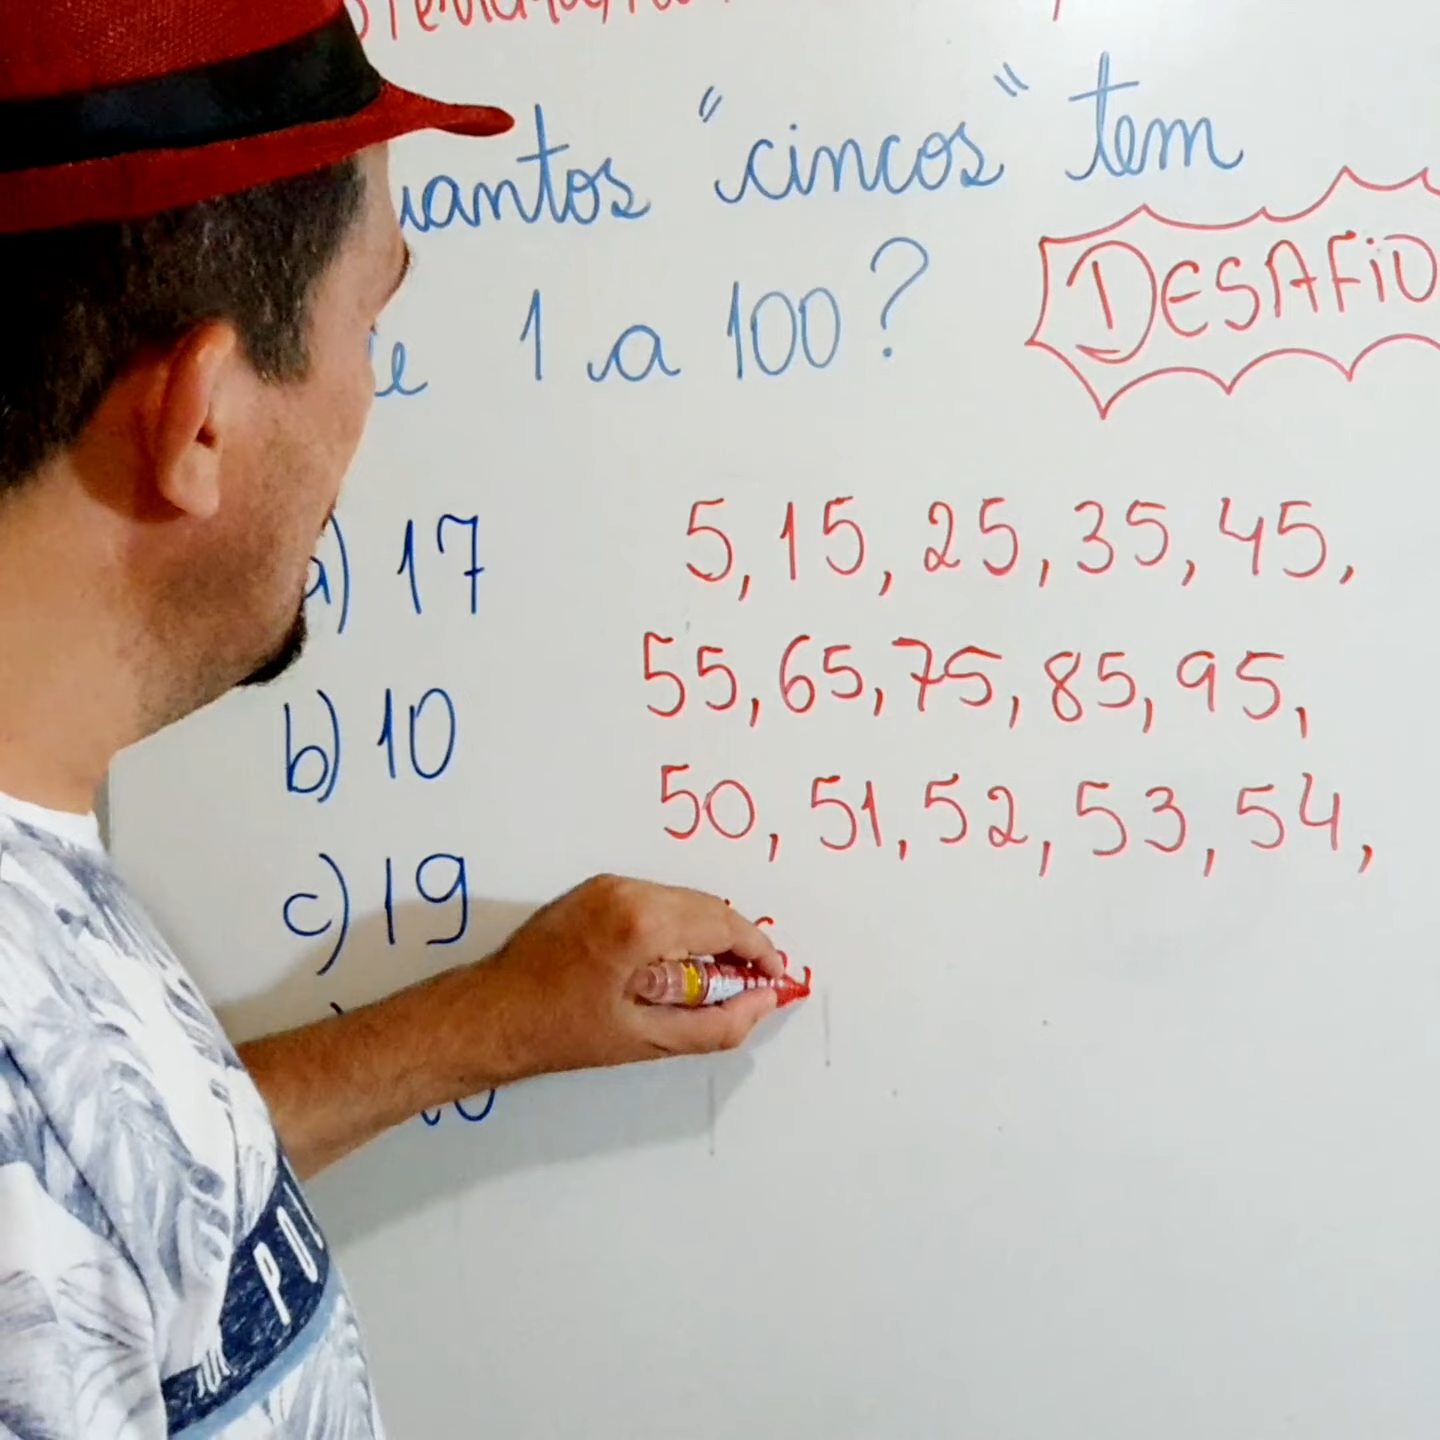 "cincos" tem
1 a 100?
DESAFIO
a) 17
b) 10
c) 19
5, 15, 25, 35, 45,
55, 65, 75, 85, 95,
50, 51, 52, 53, 54,